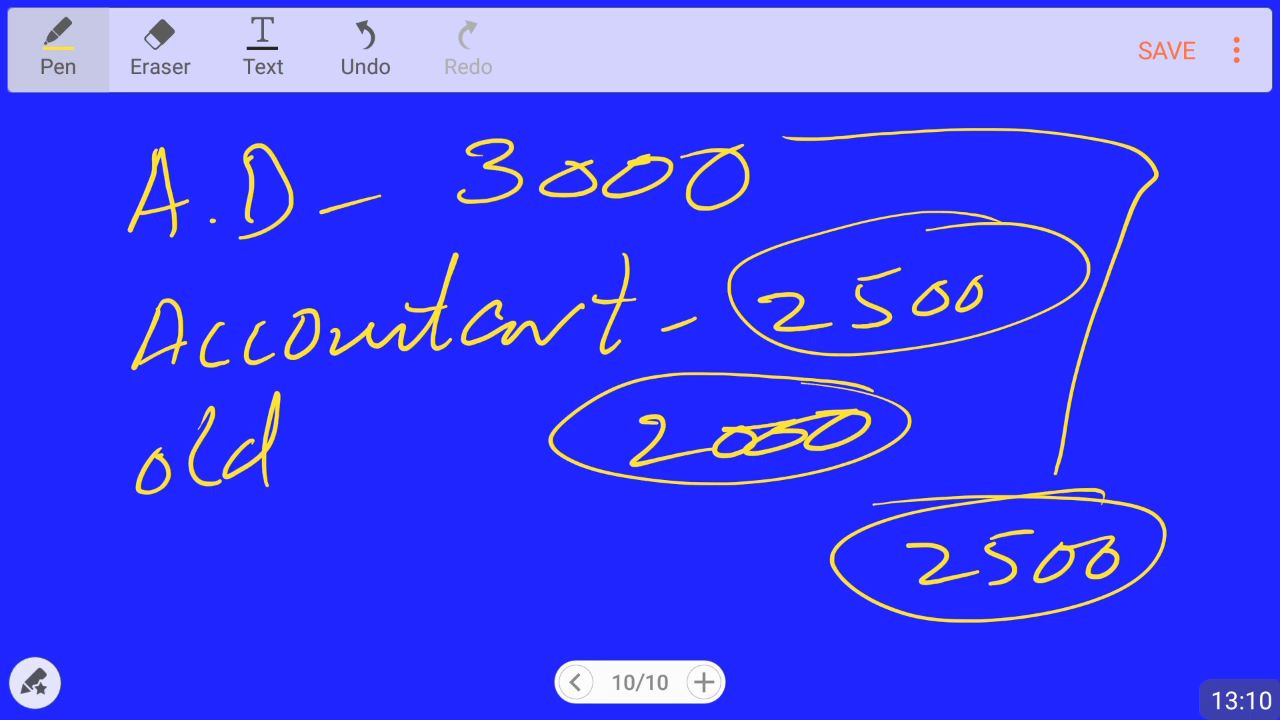 Pen Eraser Text Undo Redo SAVE
A.D - 3000
Accountant - 2500
old 2000
2500
10/10
13:10